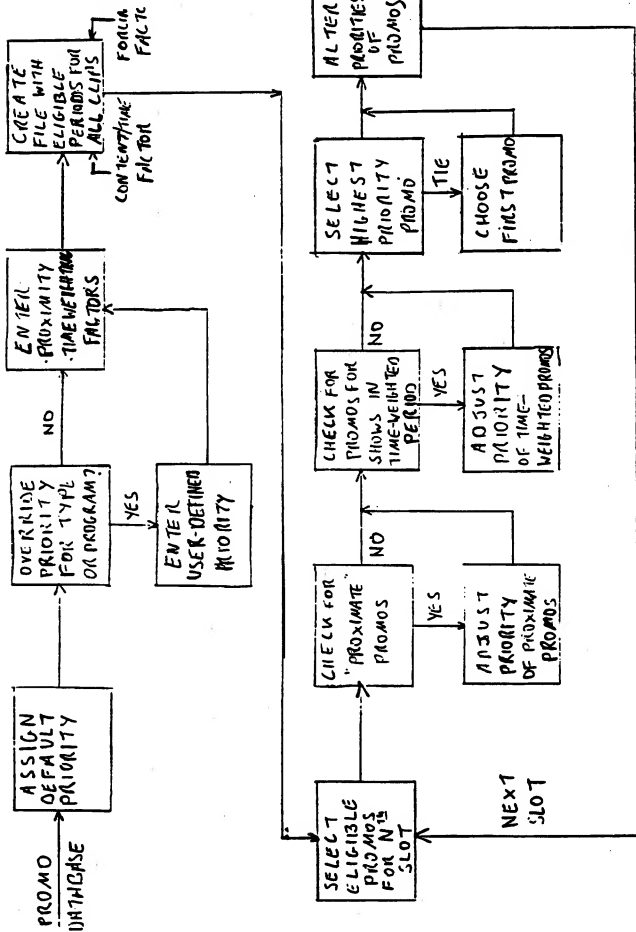 PROMO
DATABASE
ASSIGN
DEFAULT
PRIORITY
OVERRIDE
PRIORITY
FOR TYPE
OR PROGRAM?
NO
YES
ENTER
USER-DEFINED
PRIORITY
ENTER
·PROXIMITY
·TIMEWEIGHTING
FACTORS
CREATE
FILE WITH
ELIGIBLE
PERIODS FOR
ALL CLIPS
CONTENT/TIME
FACTOR
SELECT
ELIGIBLE
PROMOS
FOR Nth
SLOT
CHECK FOR
"PROXIMATE"
PROMOS
NO
YES
ADJUST
PRIORITY
OF PROXIMATE
PROMOS
CHECK FOR
PROMOS FOR
SHOWS IN
TIME-WEIGHTED
PERIOD
NO
YES
ADJUST
PRIORITY
OF TIME-
WEIGHTED PROMOS
SELECT
HIGHEST
PRIORITY
PROMO
TIE
CHOOSE
FIRST PROMO
ALTER
PRIORITIES
OF
PROMOS
NEXT
SLOT